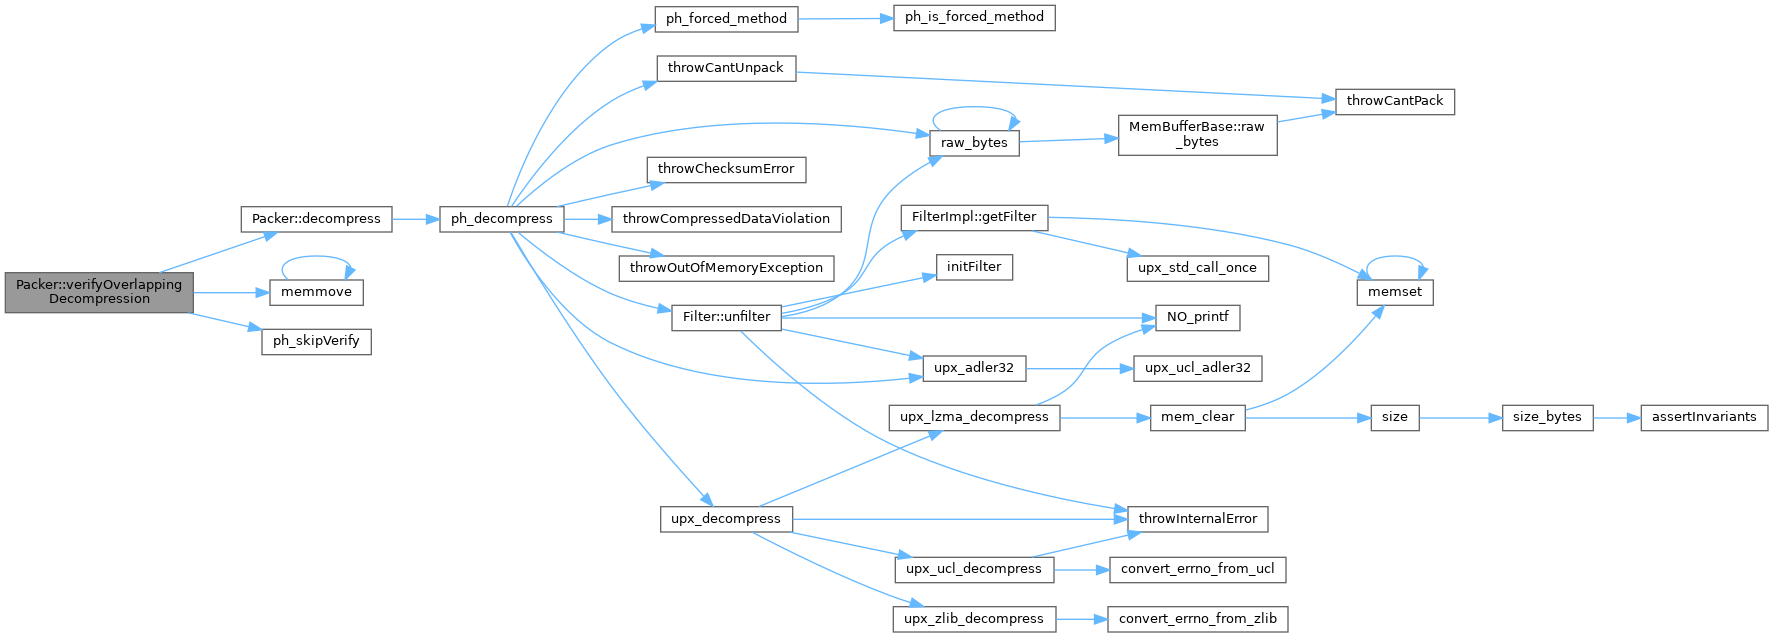 ph_forced_method
ph_is_forced_method
throwCantUnpack
throwCantPack
MemBufferBase::raw
_bytes
raw_bytes
throwChecksumError
Packer::decompress
ph_decompress
throwCompressedDataViolation
FilterImpl::getFilter
throwOutOfMemoryException
initFilter
upx_std_call_once
Packer::verifyOverlapping
Decompression
memmove
memset
ph_skipVerify
Filter::unfilter
NO_printf
upx_adler32
upx_ucl_adler32
upx_lzma_decompress
mem_clear
size
size_bytes
assertInvariants
upx_decompress
throwInternalError
upx_ucl_decompress
convert_errno_from_ucl
upx_zlib_decompress
convert_errno_from_zlib